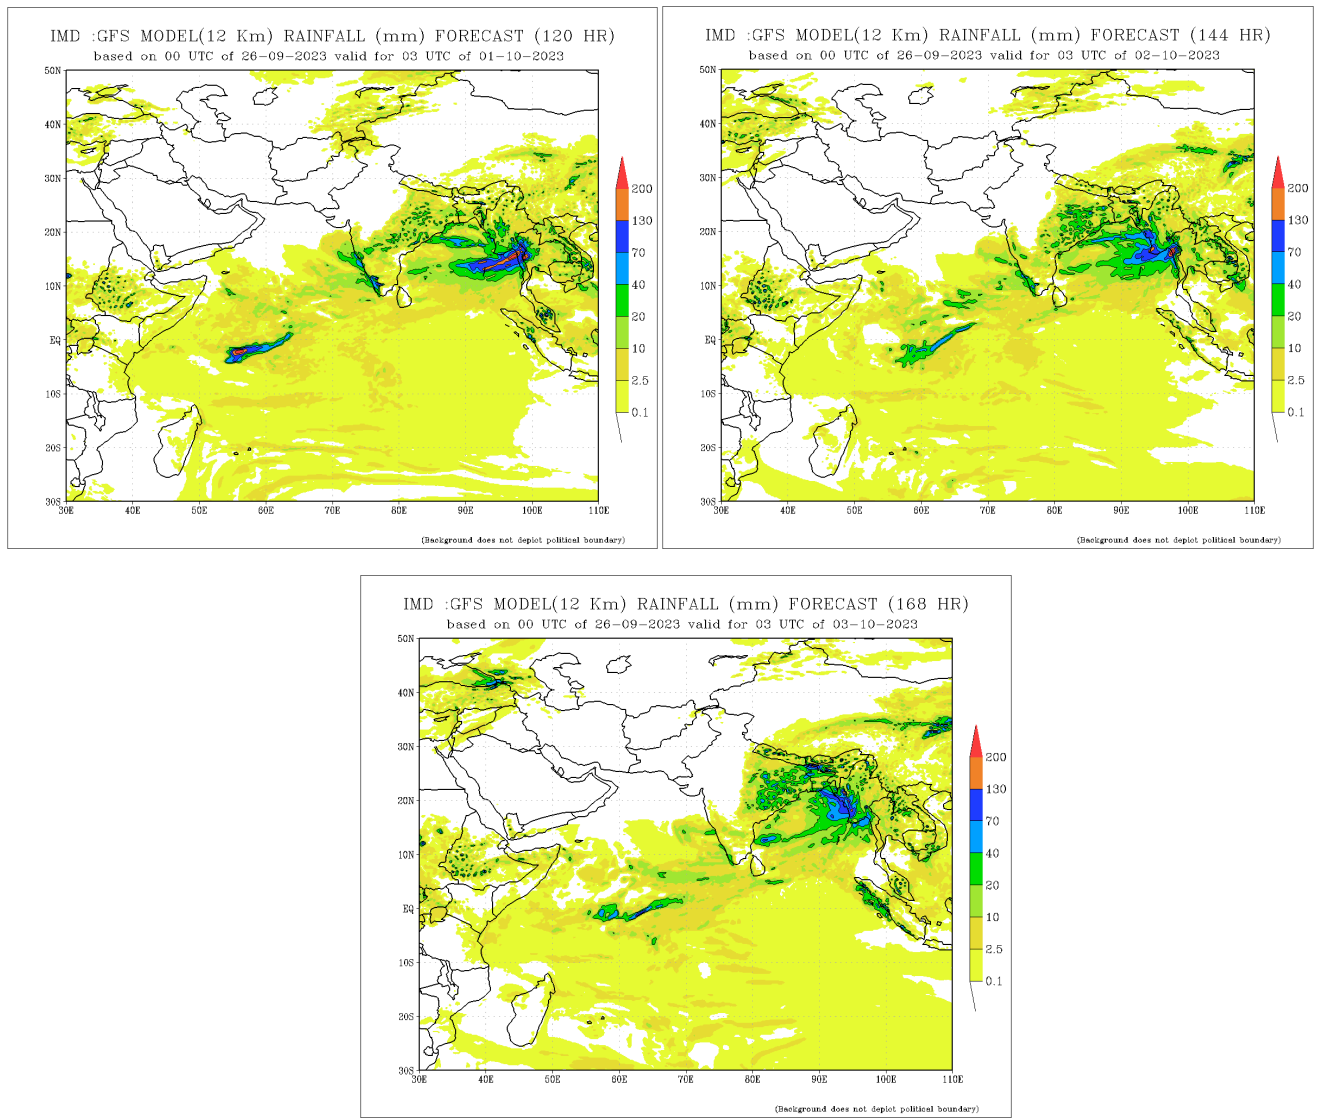 IMD :GFS MODEL(12 Km) RAINFALL (mm) FORECAST (120 HR)
based on 00 UTC of 26-09-2023 valid for 03 UTC of 01-10-2023
50N
40N
30N
20N
10N
EQ
10S
20S
30S
30E 40E 50E 60E 70E 80E 90E 100E 110E
200
130
70
40
20
10
2.5
0.1
(Background does not depiot political boundary)
IMD :GFS MODEL(12 Km) RAINFALL (mm) FORECAST (144 HR)
based on 00 UTC of 26-09-2023 valid for 03 UTC of 02-10-2023
50N
40N
30N
20N
10N
EQ
10S
20S
30S
30E 40E 50E 60E 70E 80E 90E 100E 110E
200
130
70
40
20
10
2.5
0.1
(Background does not depiot political boundary)
IMD :GFS MODEL(12 Km) RAINFALL (mm) FORECAST (168 HR)
based on 00 UTC of 26-09-2023 valid for 03 UTC of 03-10-2023
50N
40N
30N
20N
10N
EQ
10S
20S
30S
30E 40E 50E 60E 70E 80E 90E 100E 110E
200
130
70
40
20
10
2.5
0.1
(Background does not depiot political boundary)